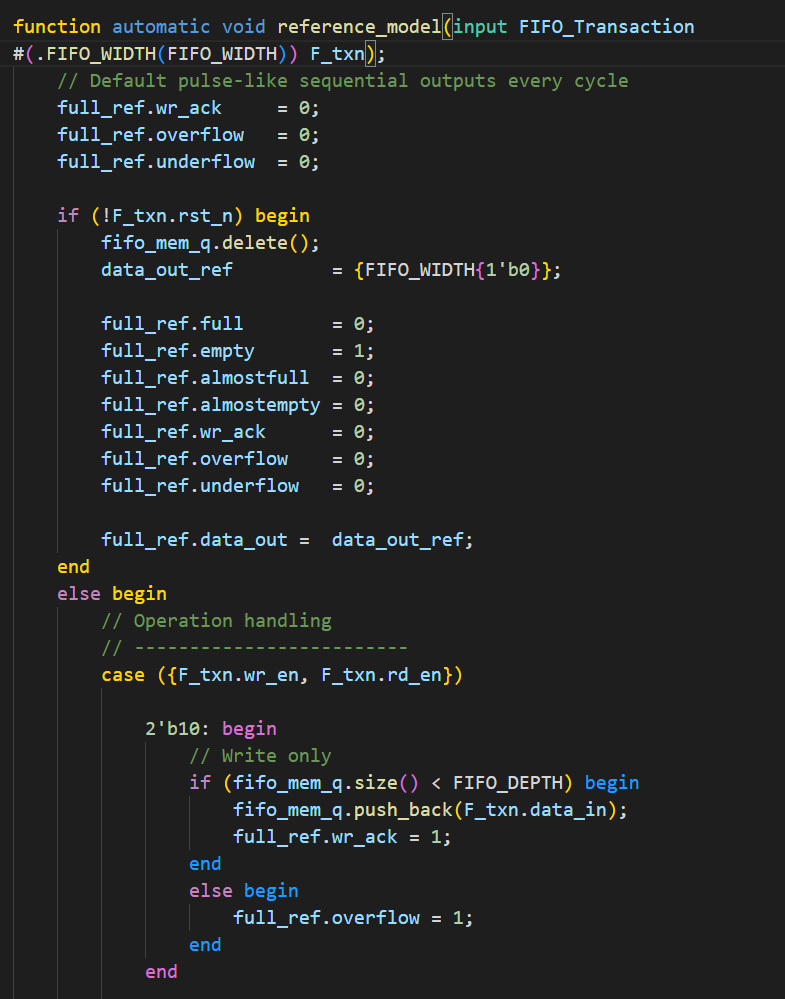 function automatic void reference_model(input FIFO_Transaction
#(.FIFO_WIDTH(FIFO_WIDTH)) F_txn);
    // Default pulse-like sequential outputs every cycle
    full_ref.wr_ack     = 0;
    full_ref.overflow   = 0;
    full_ref.underflow  = 0;

    if (!F_txn.rst_n) begin
        fifo_mem_q.delete();
        data_out_ref         = {FIFO_WIDTH{1'b0}};

        full_ref.full        = 0;
        full_ref.empty       = 1;
        full_ref.almostfull  = 0;
        full_ref.almostempty = 0;
        full_ref.wr_ack      = 0;
        full_ref.overflow    = 0;
        full_ref.underflow   = 0;

        full_ref.data_out =  data_out_ref;
    end
    else begin
        // Operation handling
        // -------------------------
        case ({F_txn.wr_en, F_txn.rd_en})

            2'b10: begin
                // Write only
                if (fifo_mem_q.size() < FIFO_DEPTH) begin
                    fifo_mem_q.push_back(F_txn.data_in);
                    full_ref.wr_ack = 1;
                end
                else begin
                    full_ref.overflow = 1;
                end
            end